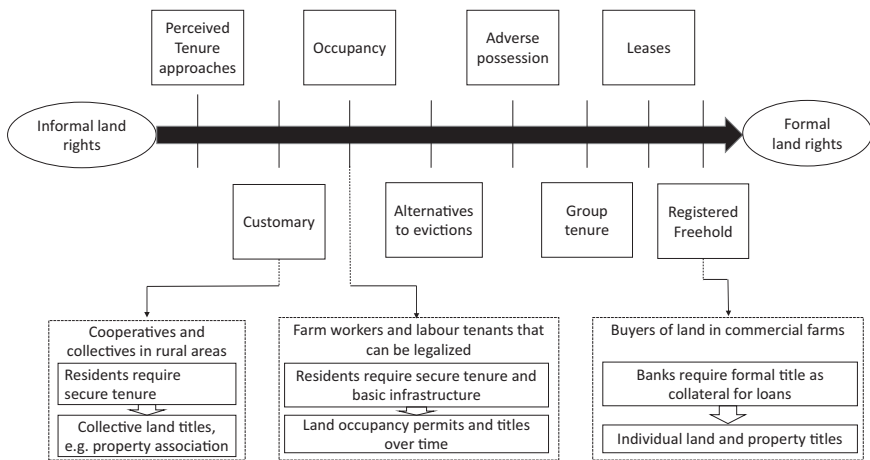 Perceived
Tenure
approaches
Occupancy
Adverse
possession
Leases
Informal land
rights
Formal
land rights
Customary
Alternatives
to evictions
Group
tenure
Registered
Freehold
Cooperatives and
collectives in rural areas
Residents require
secure tenure
Collective land titles,
e.g. property association
Farm workers and labour tenants that
can be legalized
Residents require secure tenure and
basic infrastructure
Land occupancy permits and titles
over time
Buyers of land in commercial farms
Banks require formal title as
collateral for loans
Individual land and property titles